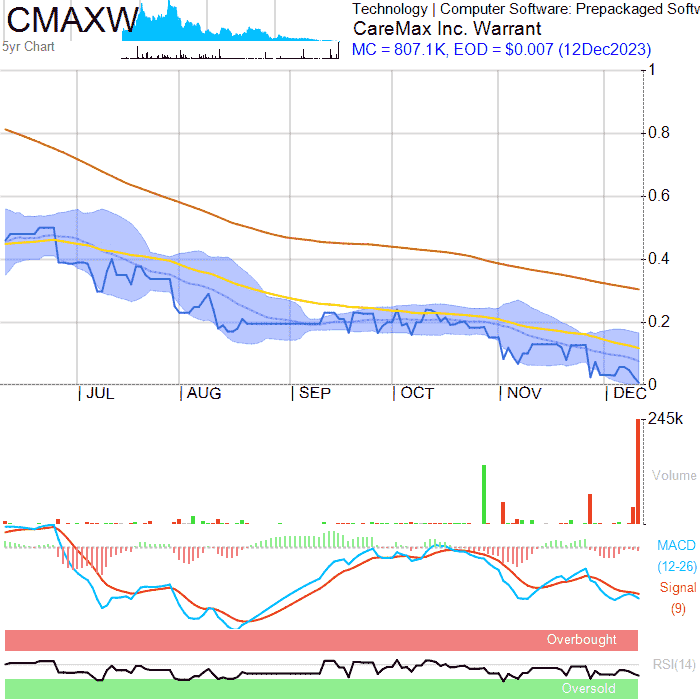 CMAXW
5yr Chart
Technology | Computer Software: Prepackaged Softw
CareMax Inc. Warrant
MC = 807.1K, EOD = $0.007 (12Dec2023)
1
0.8
0.6
0.4
0.2
0
| JUL | AUG | SEP | OCT | NOV | DEC
245k
Volume
MACD
(12-26)
Signal
(9)
Overbought
RSI(14)
Oversold